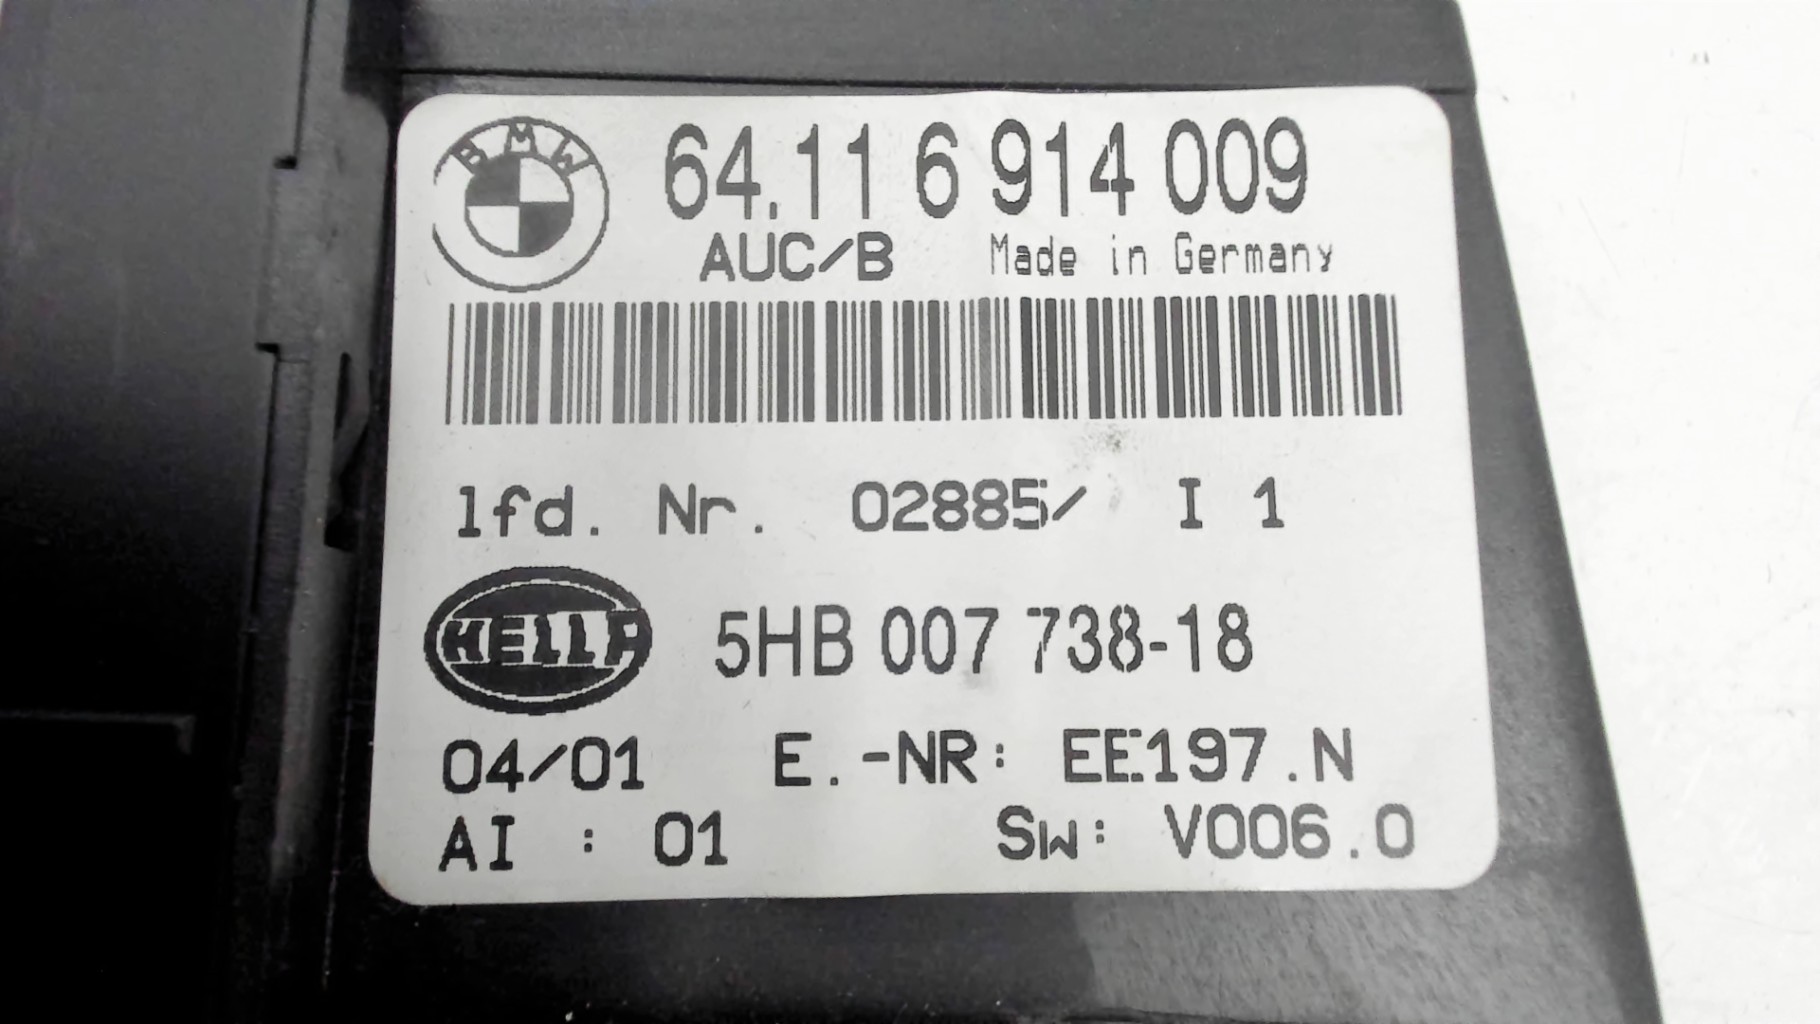 BMW
64.11 6 914 009
AUC/B Made in Germany
lfd. Nr. 02885/ I 1
HELLA 5HB 007 738-18
04/01 E.-NR: EE197.N
AI : 01 SW: V006.0